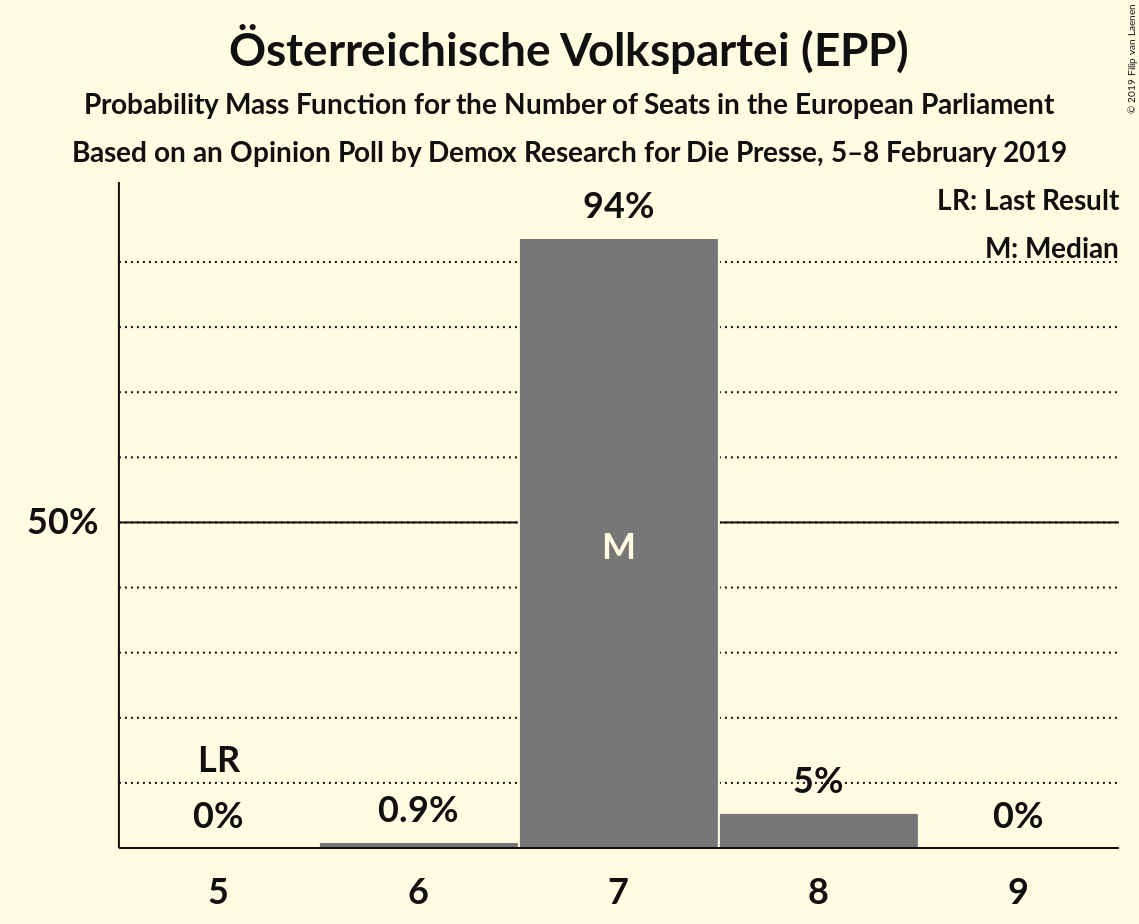 Österreichische Volkspartei (EPP)
Probability Mass Function for the Number of Seats in the European Parliament
Based on an Opinion Poll by Demox Research for Die Presse, 5–8 February 2019
© 2019 Filip van Laenen
LR: Last Result
M: Median
94%
50%
M
LR
0%
0.9%
5%
0%
5
6
7
8
9